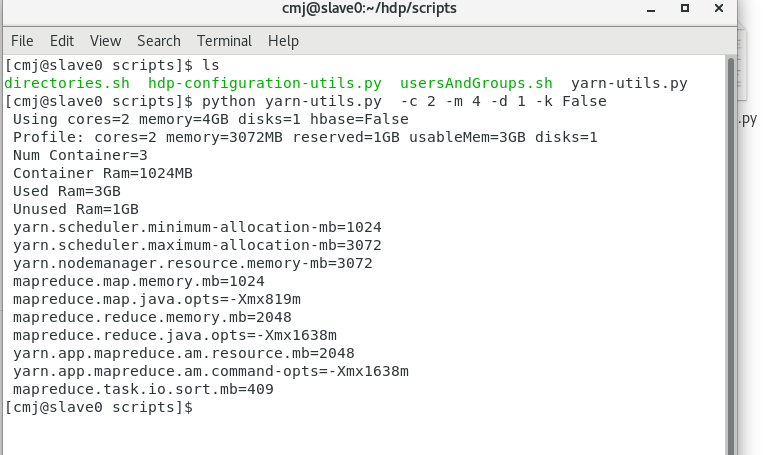 cmj@slave0:~/hdp/scripts
File Edit View Search Terminal Help
[cmj@slave0 scripts]$ ls
directories.sh  hdp-configuration-utils.py  usersAndGroups.sh  yarn-utils.py
[cmj@slave0 scripts]$ python yarn-utils.py  -c 2 -m 4 -d 1 -k False
 Using cores=2 memory=4GB disks=1 hbase=False
 Profile: cores=2 memory=3072MB reserved=1GB usableMem=3GB disks=1
 Num Container=3
 Container Ram=1024MB
 Used Ram=3GB
 Unused Ram=1GB
 yarn.scheduler.minimum-allocation-mb=1024
 yarn.scheduler.maximum-allocation-mb=3072
 yarn.nodemanager.resource.memory-mb=3072
 mapreduce.map.memory.mb=1024
 mapreduce.map.java.opts=-Xmx819m
 mapreduce.reduce.memory.mb=2048
 mapreduce.reduce.java.opts=-Xmx1638m
 yarn.app.mapreduce.am.resource.mb=2048
 yarn.app.mapreduce.am.command-opts=-Xmx1638m
 mapreduce.task.io.sort.mb=409
[cmj@slave0 scripts]$
.py